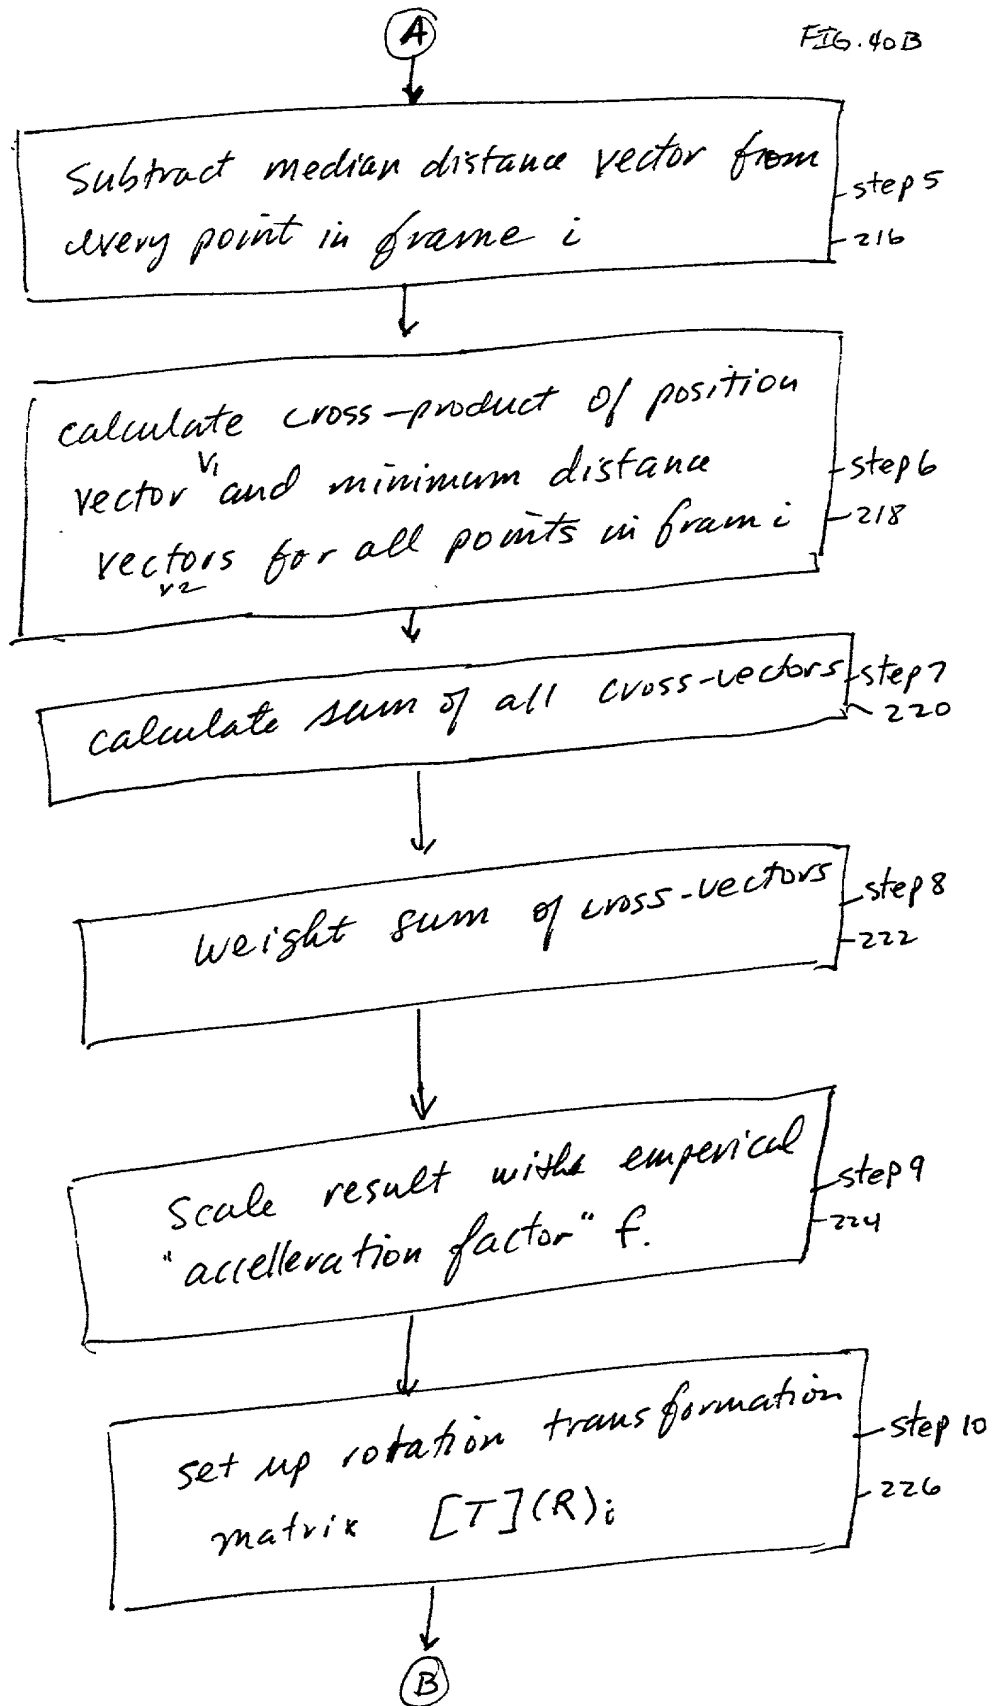 A
FIG. 40B
Subtract median distance vector from
every point in frame i
step 5
216
calculate cross-product of position
vector v1 and minimum distance
vectors v2 for all points in fram i
step 6
218
calculate sum of all cross-vectors
step 7
220
weight sum of cross-vectors
step 8
222
Scale result with emperical
"accelleration factor" f.
step 9
224
set up rotation transformation
matrix [T](R)i
step 10
226
B